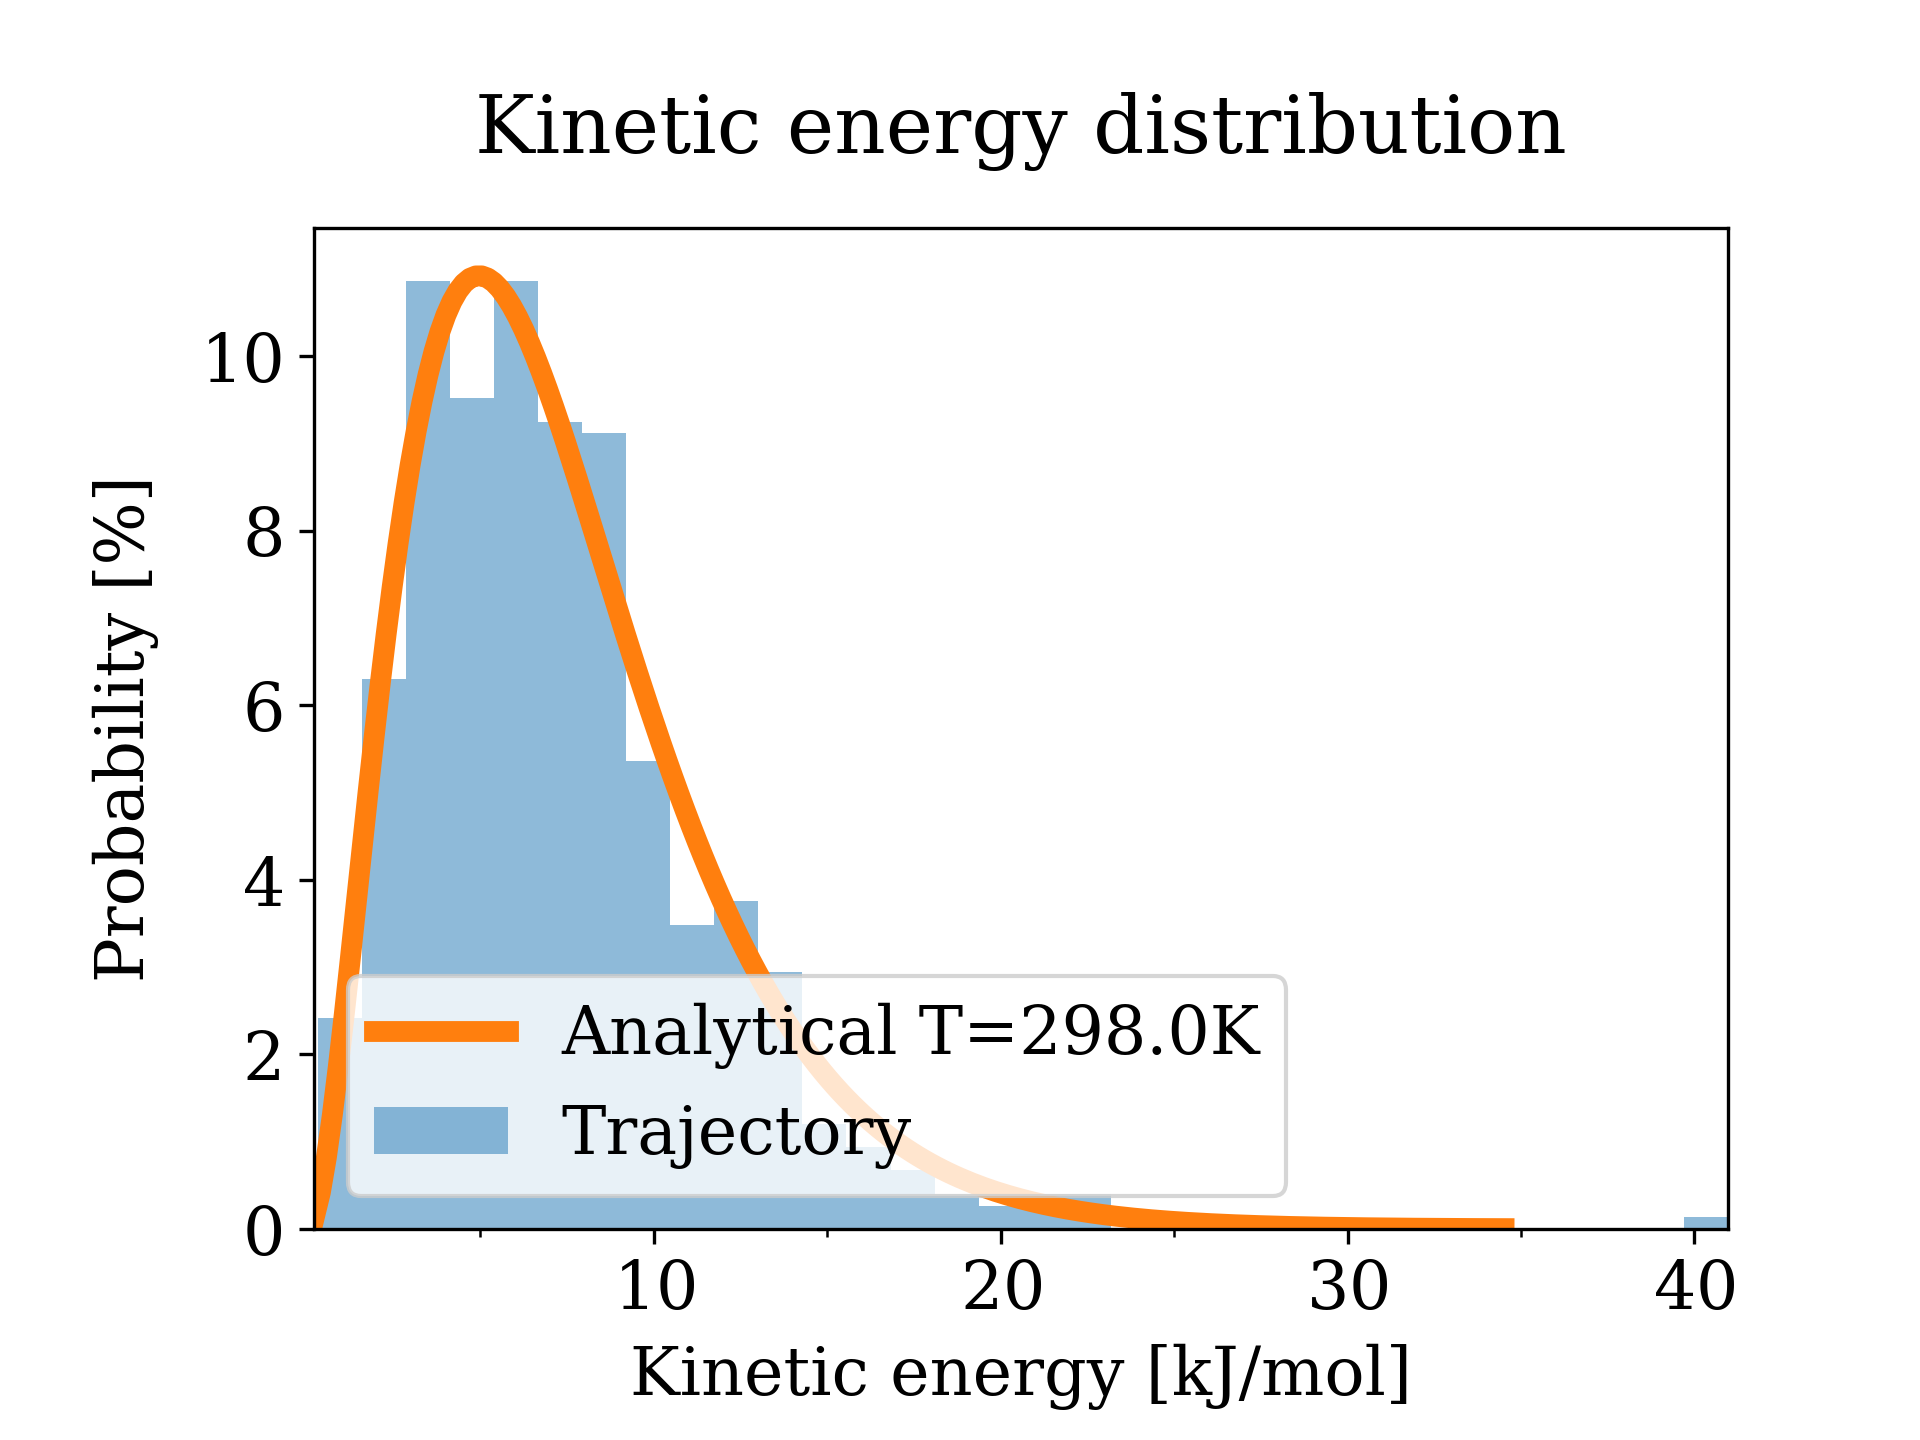 Kinetic energy distribution
Probability [%]
10
8
6
4
2
0
Analytical T=298.0K
Trajectory
10 20 30 40
Kinetic energy [kJ/mol]